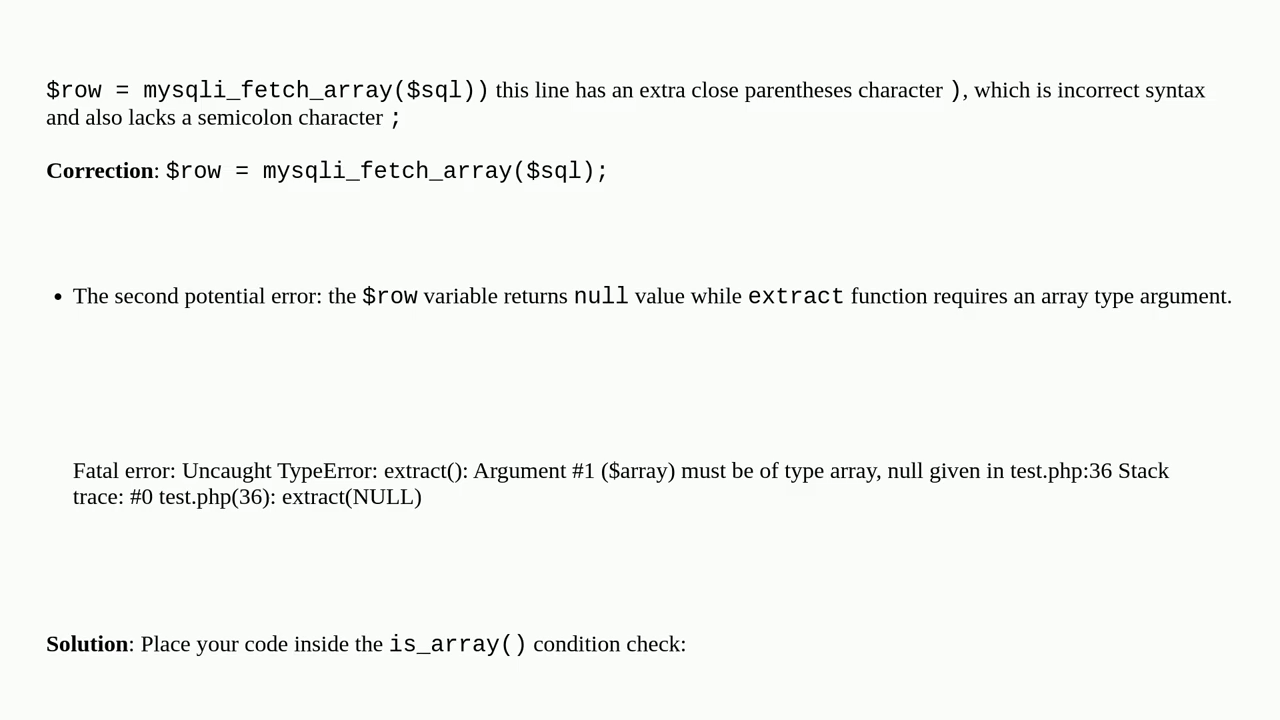 $row = mysqli_fetch_array($sql)) this line has an extra close parentheses character ), which is incorrect syntax
and also lacks a semicolon character ;
Correction: $row = mysqli_fetch_array($sql);
• The second potential error: the $row variable returns null value while extract function requires an array type argument.
Fatal error: Uncaught TypeError: extract(): Argument #1 ($array) must be of type array, null given in test.php:36 Stack
trace: #0 test.php(36): extract(NULL)
Solution: Place your code inside the is_array() condition check: